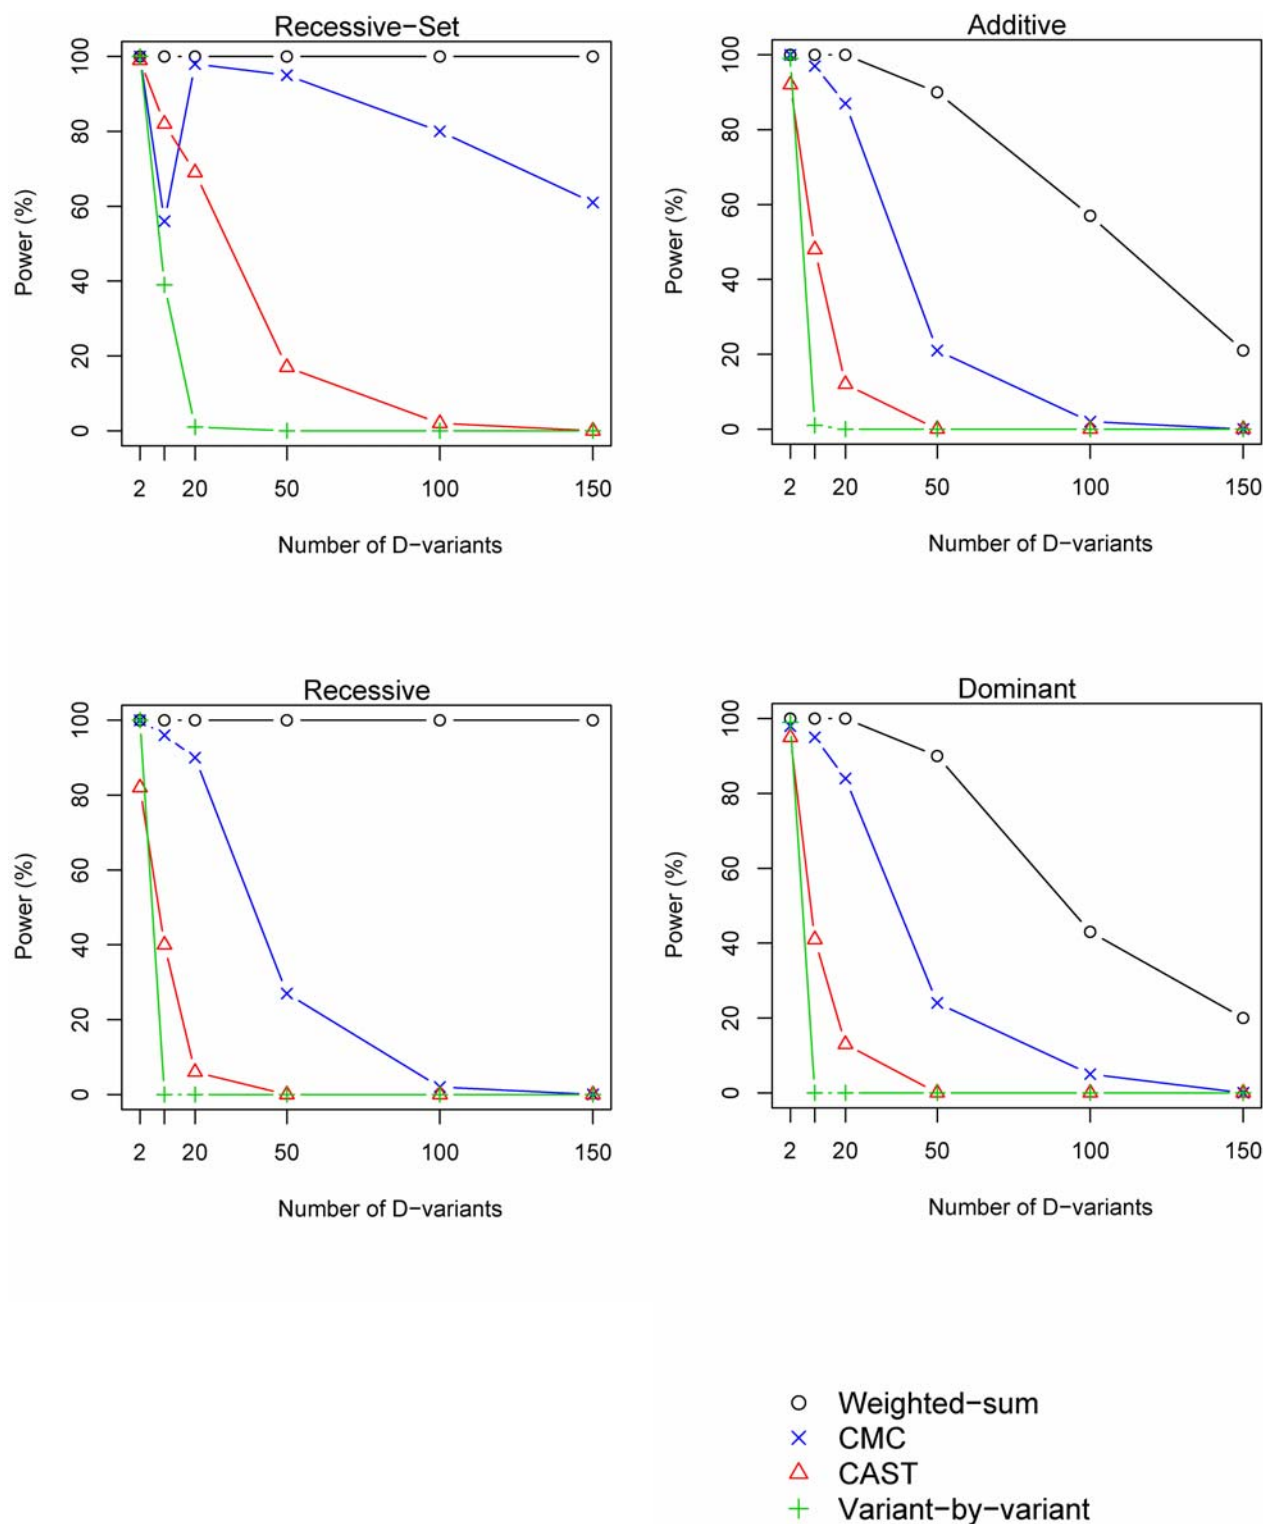 Recessive-Set
100
80
60
40
20
0
Power (%)
2 20 50 100 150
Number of D-variants
Additive
100
80
60
40
20
0
Power (%)
2 20 50 100 150
Number of D-variants
Recessive
100
80
60
40
20
0
Power (%)
2 20 50 100 150
Number of D-variants
Dominant
100
80
60
40
20
0
Power (%)
2 20 50 100 150
Number of D-variants
Weighted-sum
CMC
CAST
Variant-by-variant